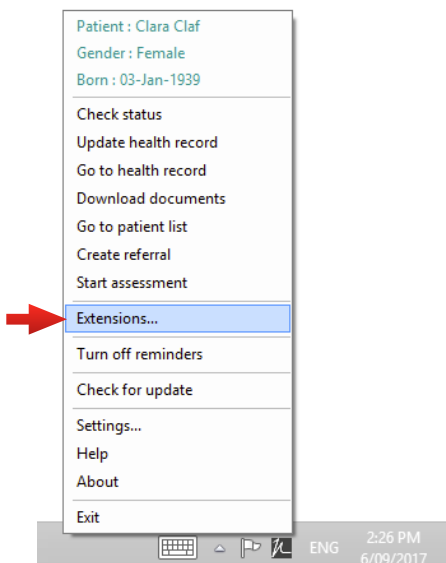 Patient : Clara Claf
Gender : Female
Born : 03-Jan-1939
Check status
Update health record
Go to health record
Download documents
Go to patient list
Create referral
Start assessment
Extensions...
Turn off reminders
Check for update
Settings...
Help
About
Exit
ENG
2:26 PM
6/09/2017